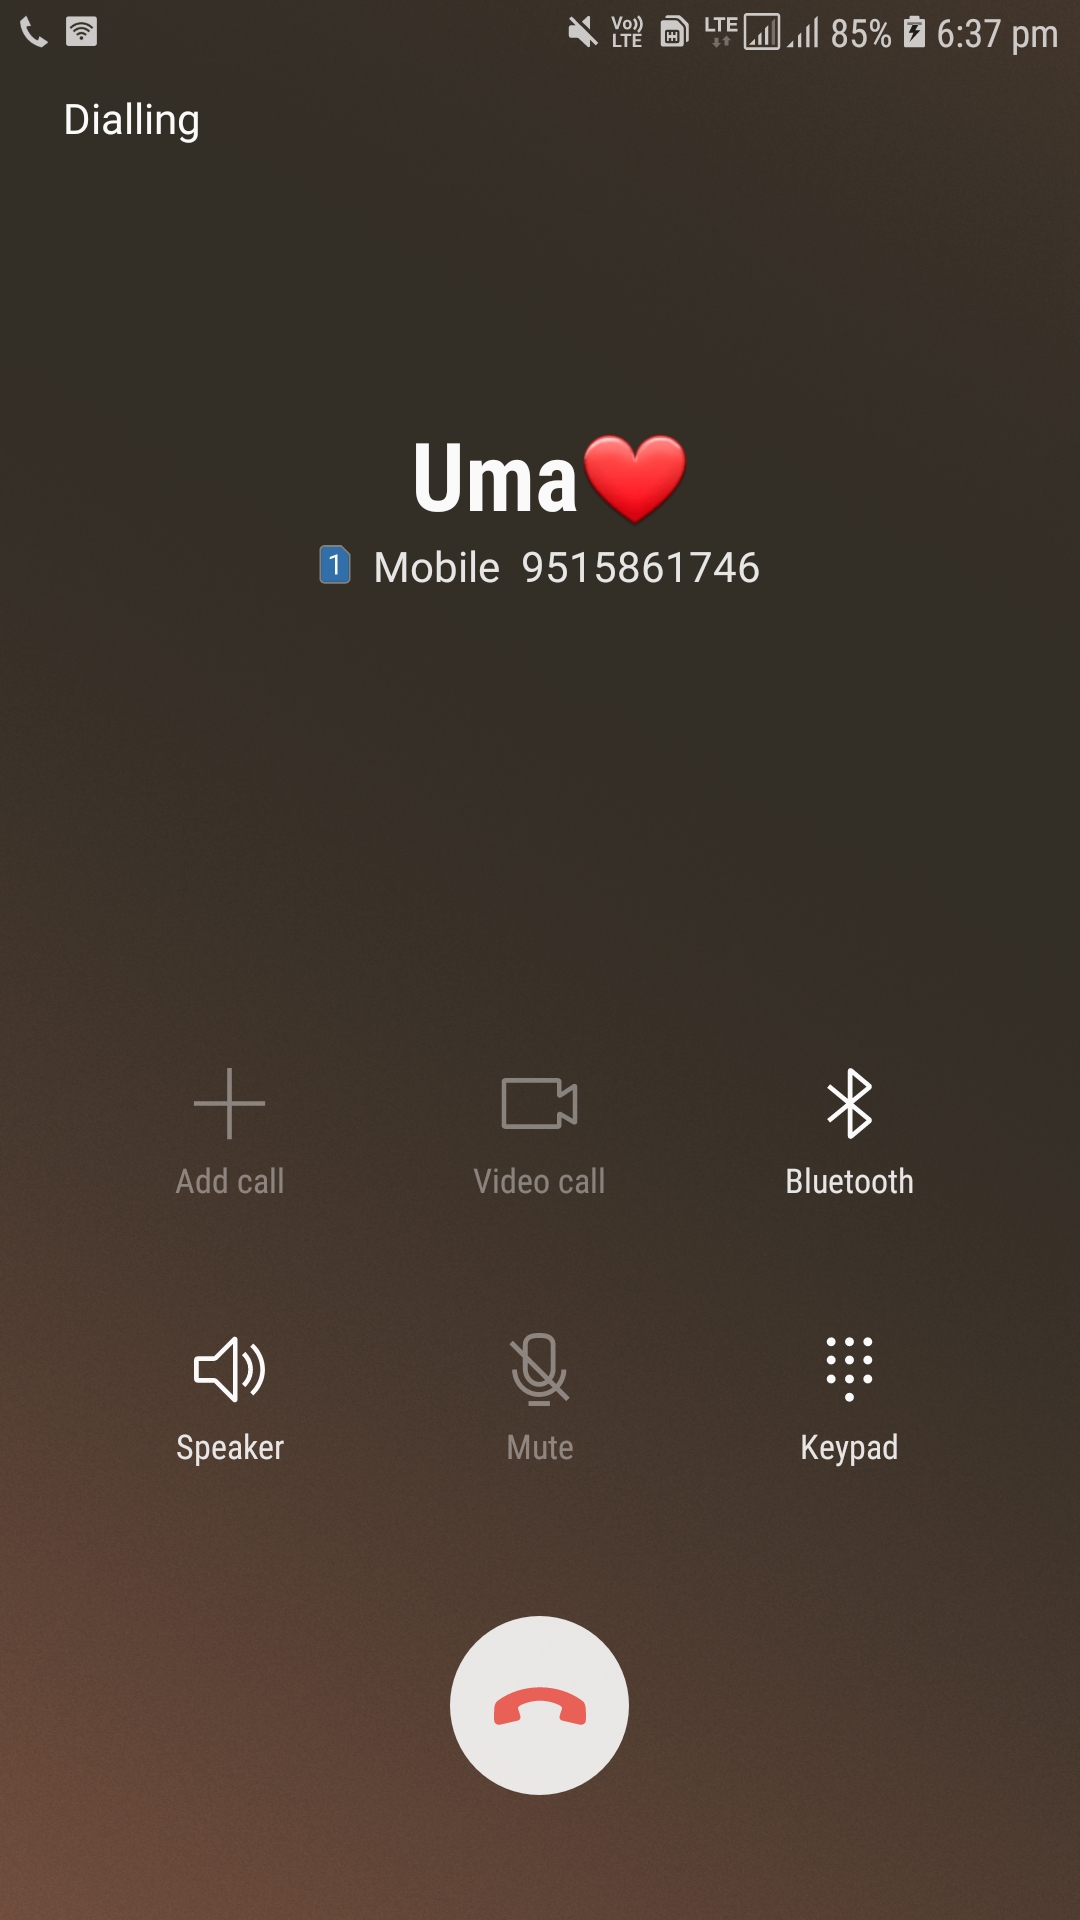 Vo)) LTE LTE 85% 6:37 pm
Dialling
Uma❤️
1 Mobile 9515861746
Add call Video call Bluetooth
Speaker Mute Keypad